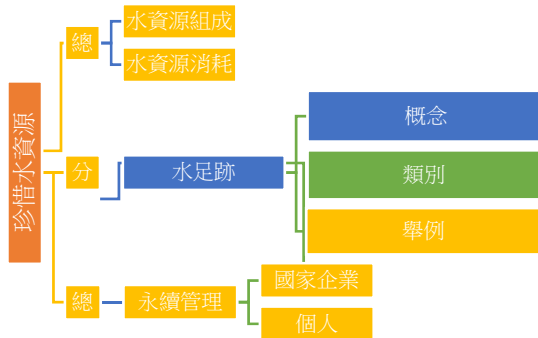 珍惜水資源
總
水資源組成
水資源消耗
分
水足跡
概念
類別
舉例
總
永續管理
國家企業
個人